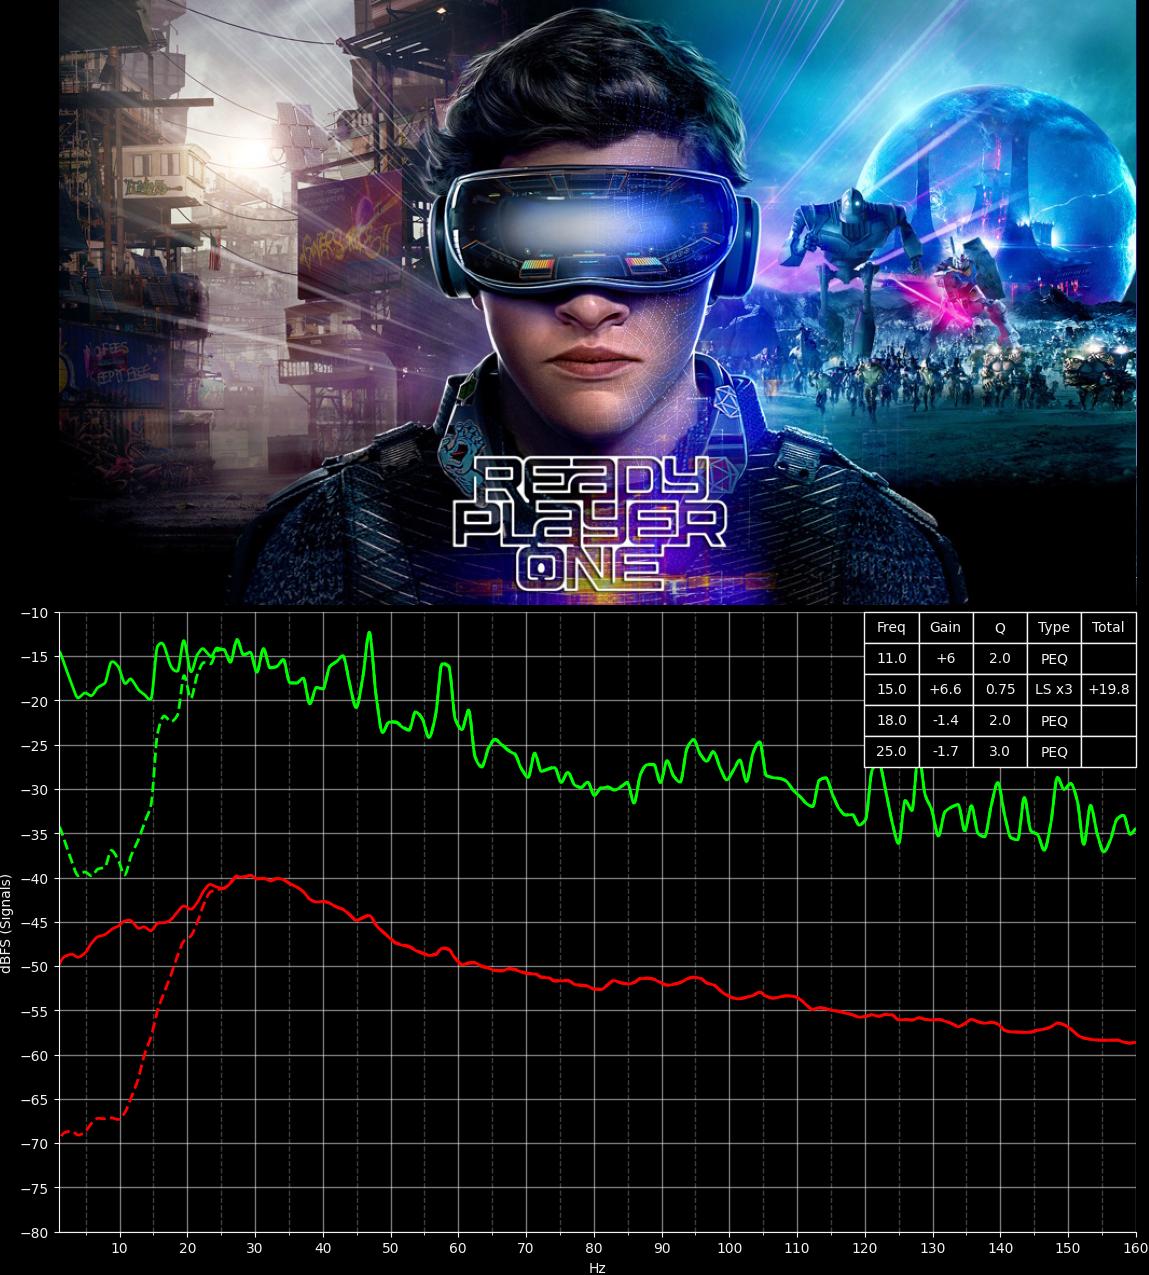 READY
PLAYER
ONE
Freq Gain Q Type Total
11.0 +6 2.0 PEQ
15.0 +6.6 0.75 LS x3 +19.8
18.0 -1.4 2.0 PEQ
25.0 -1.7 3.0 PEQ
−10
−15
−20
−25
−30
−35
−40
−45
−50
−55
−60
−65
−70
−75
−80
dBFS (Signals)
10 20 30 40 50 60 70 80 90 100 110 120 130 140 150 160
Hz